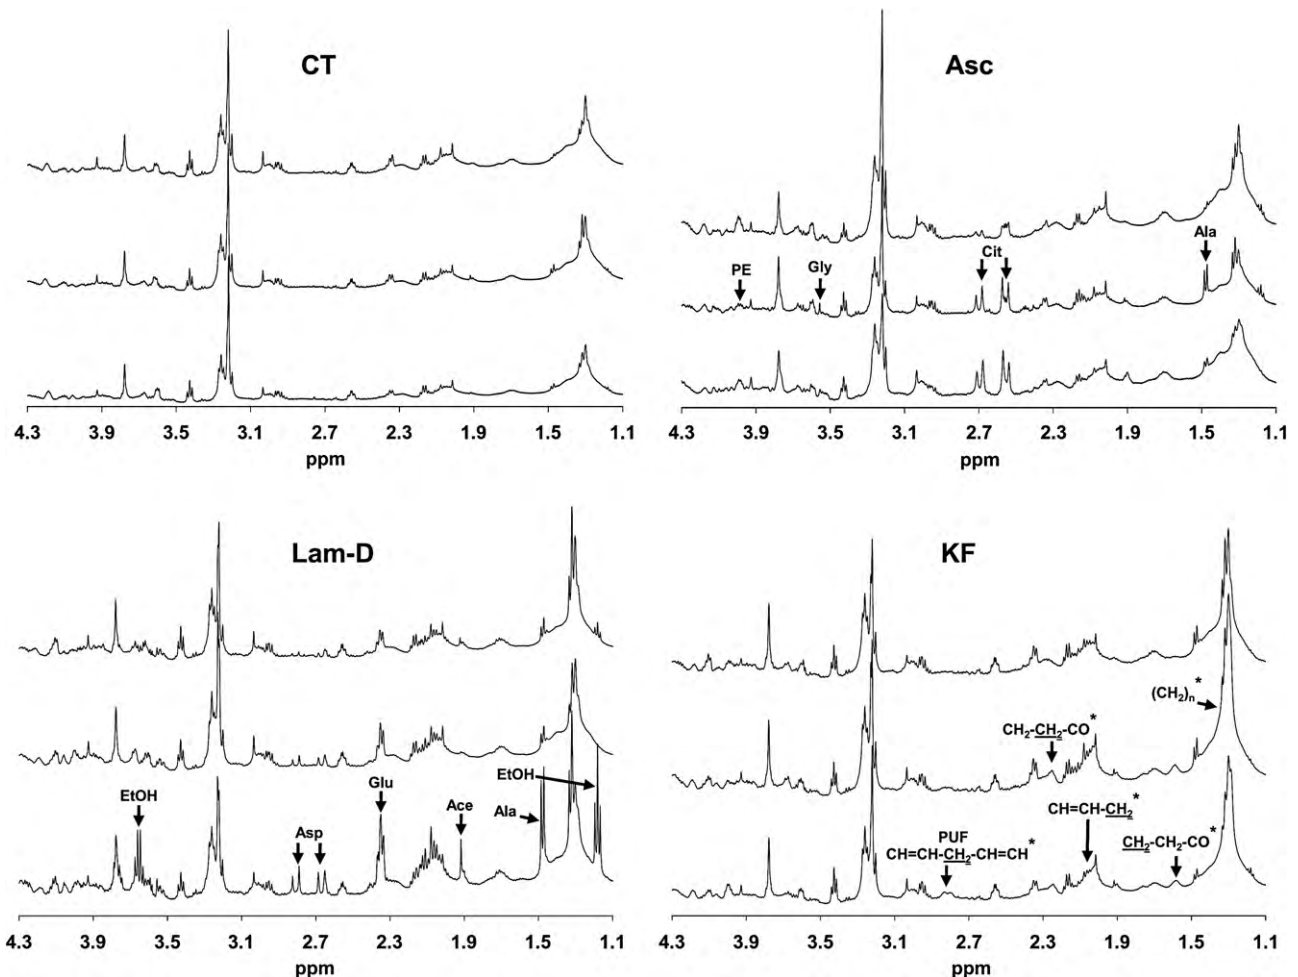 CT
4.3 3.9 3.5 3.1 2.7 2.3 1.9 1.5 1.1
ppm
Asc
PE
Gly
Cit
Ala
4.3 3.9 3.5 3.1 2.7 2.3 1.9 1.5 1.1
ppm
Lam-D
EtOH
Asp
Glu
Ace
Ala
EtOH
4.3 3.9 3.5 3.1 2.7 2.3 1.9 1.5 1.1
ppm
KF
(CH₂)ₙ*
CH₂-CH₂-CO*
CH=CH-CH₂*
PUF
CH=CH-CH₂-CH=CH*
CH₂-CH₂-CO*
4.3 3.9 3.5 3.1 2.7 2.3 1.9 1.5 1.1
ppm